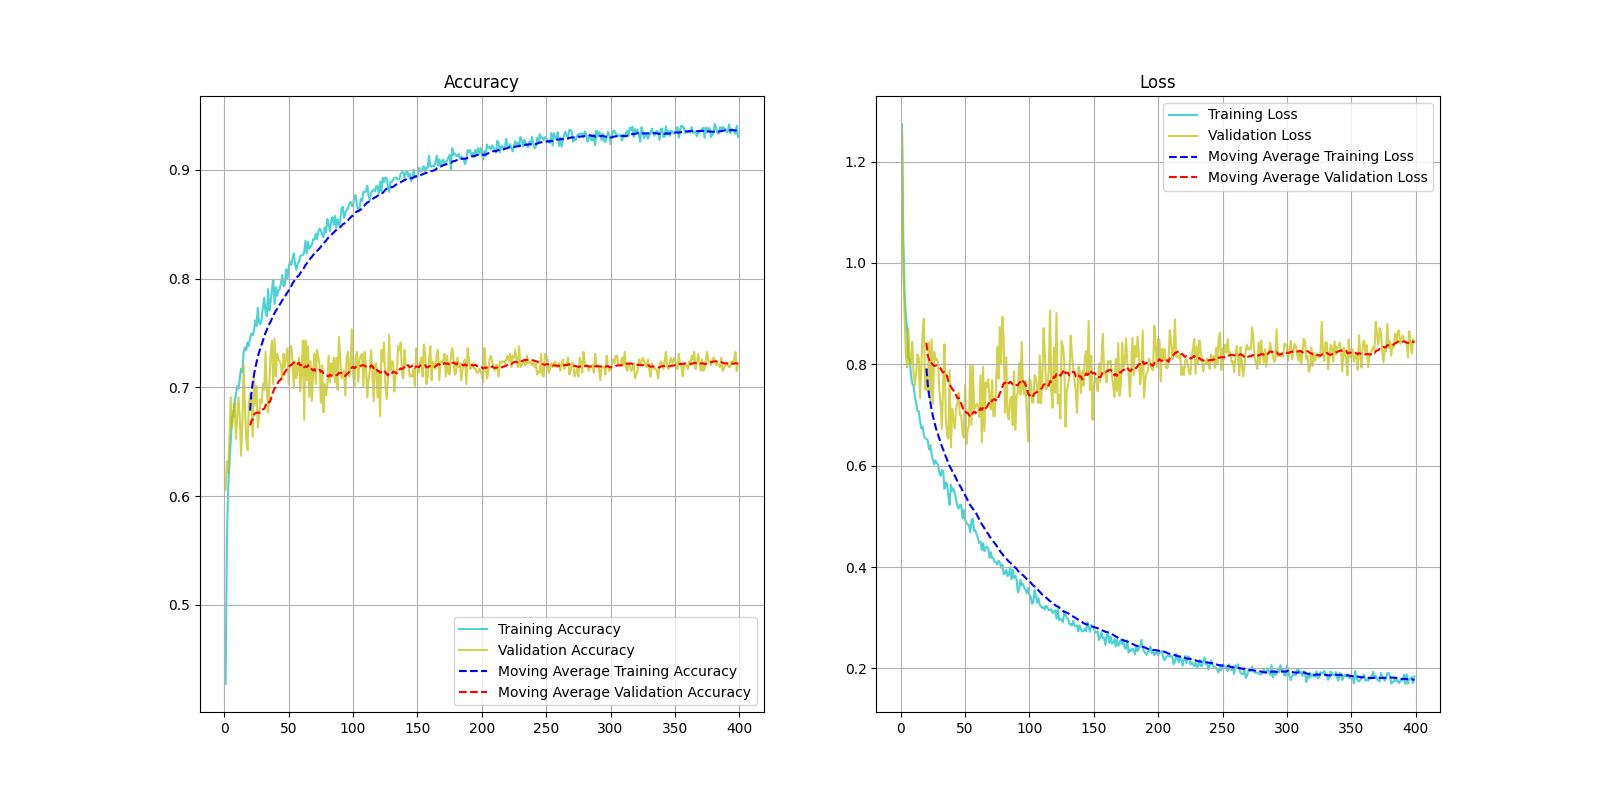 Accuracy
0.9
0.8
0.7
0.6
0.5
Training Accuracy
Validation Accuracy
Moving Average Training Accuracy
Moving Average Validation Accuracy
0 50 100 150 200 250 300 350 400
Loss
1.2
1.0
0.8
0.6
0.4
0.2
Training Loss
Validation Loss
Moving Average Training Loss
Moving Average Validation Loss
0 50 100 150 200 250 300 350 400